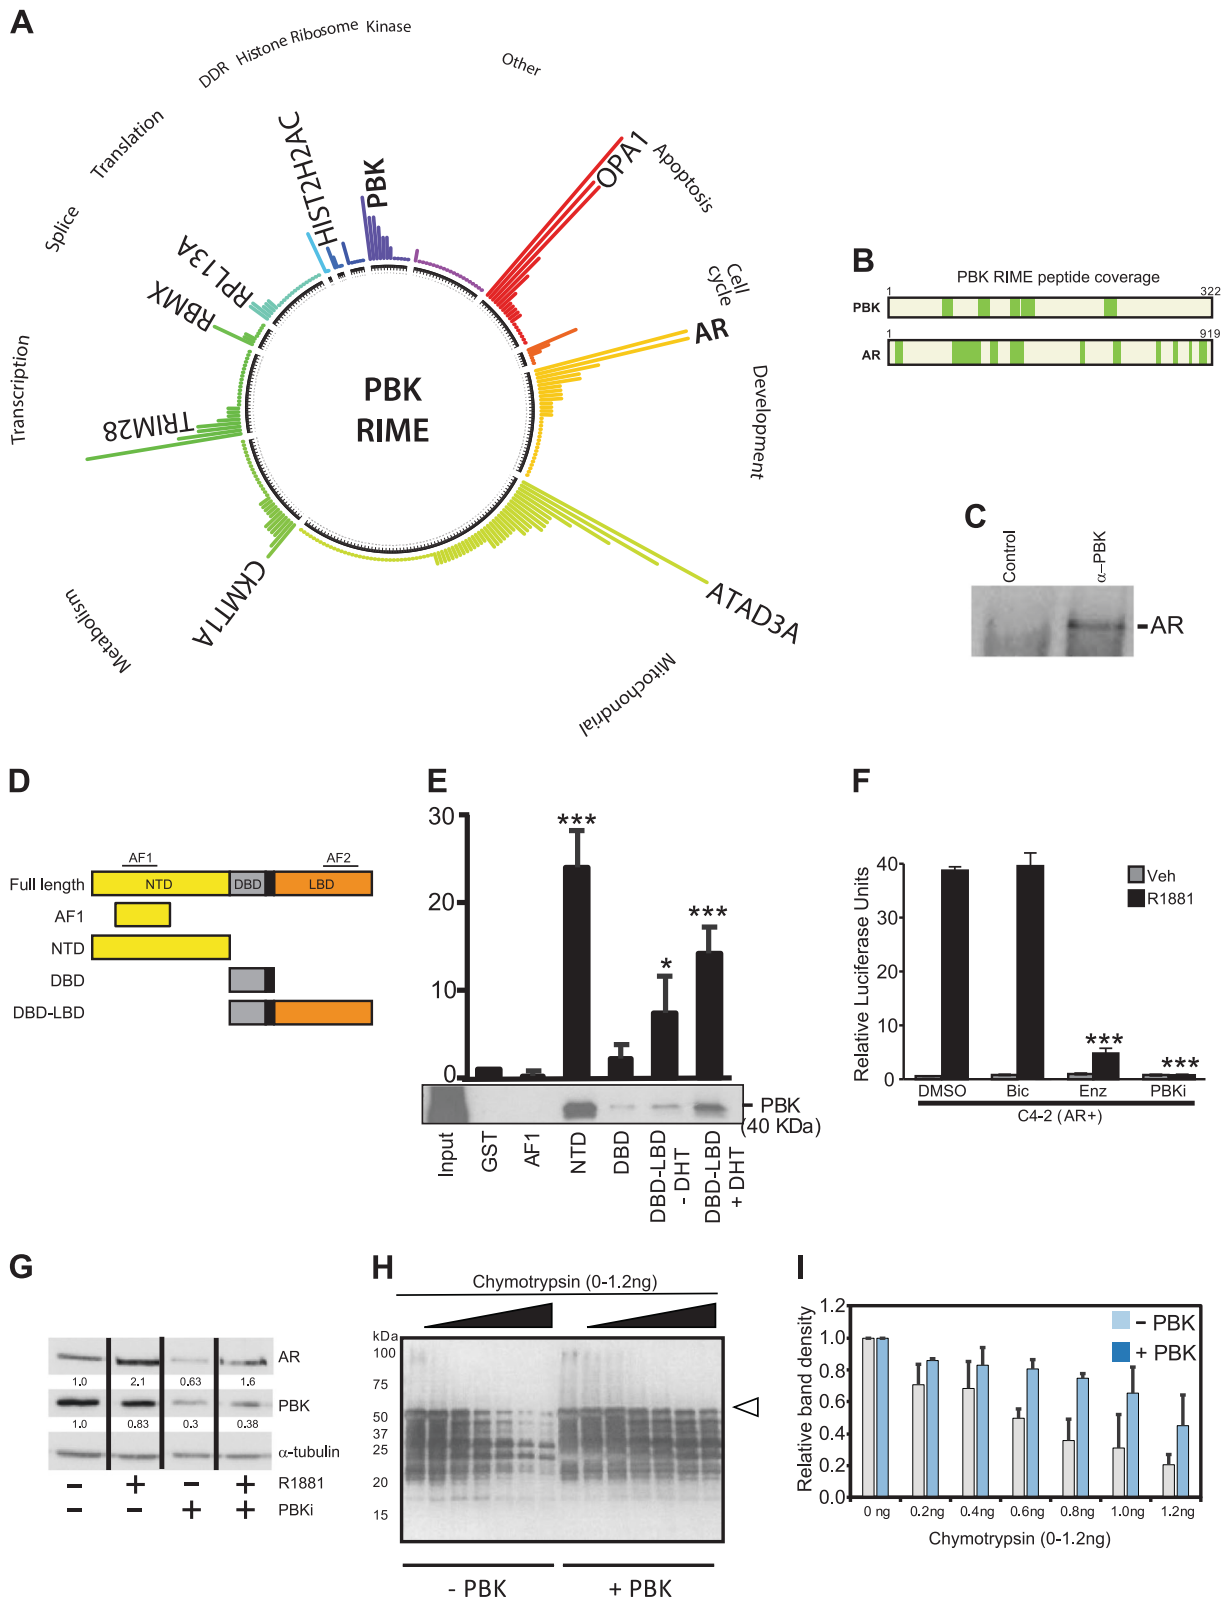 A
DDR
Histone
Ribosome
Kinase
Other
Translation
Splice
Transcription
Metabolism
Mitochondrial
Development
Cell
cycle
Apoptosis
HIST2H2AC
PBK
OPA1
AR
ATAD3A
CKMT1A
TRIM28
RBMX
RPL13A
PBK
RIME
B
PBK RIME peptide coverage
1 322
PBK
1 919
AR
C
Control
α–PBK
AR
D
AF1 AF2
Full length NTD DBD LBD
AF1
NTD
DBD
DBD-LBD
E
30
20
10
0
***
*
***
PBK
(40 KDa)
Input
GST
AF1
NTD
DBD
DBD-LBD
- DHT
DBD-LBD
+ DHT
F
Relative Luciferase Units
40
30
20
10
0
Veh
R1881
***
***
DMSO Bic Enz PBKi
C4-2 (AR+)
G
AR
1.0 2.1 0.63 1.6
PBK
1.0 0.83 0.3 0.38
α-tubulin
− + − + R1881
− − + + PBKi
H
Chymotrypsin (0-1.2ng)
kDa
100
75
50
37
25
20
15
- PBK + PBK
I
Relative band density
1.2
1.0
0.8
0.6
0.4
0.2
0.0
− PBK
+ PBK
0 ng 0.2ng 0.4ng 0.6ng 0.8ng 1.0ng 1.2ng
Chymotrypsin (0-1.2ng)